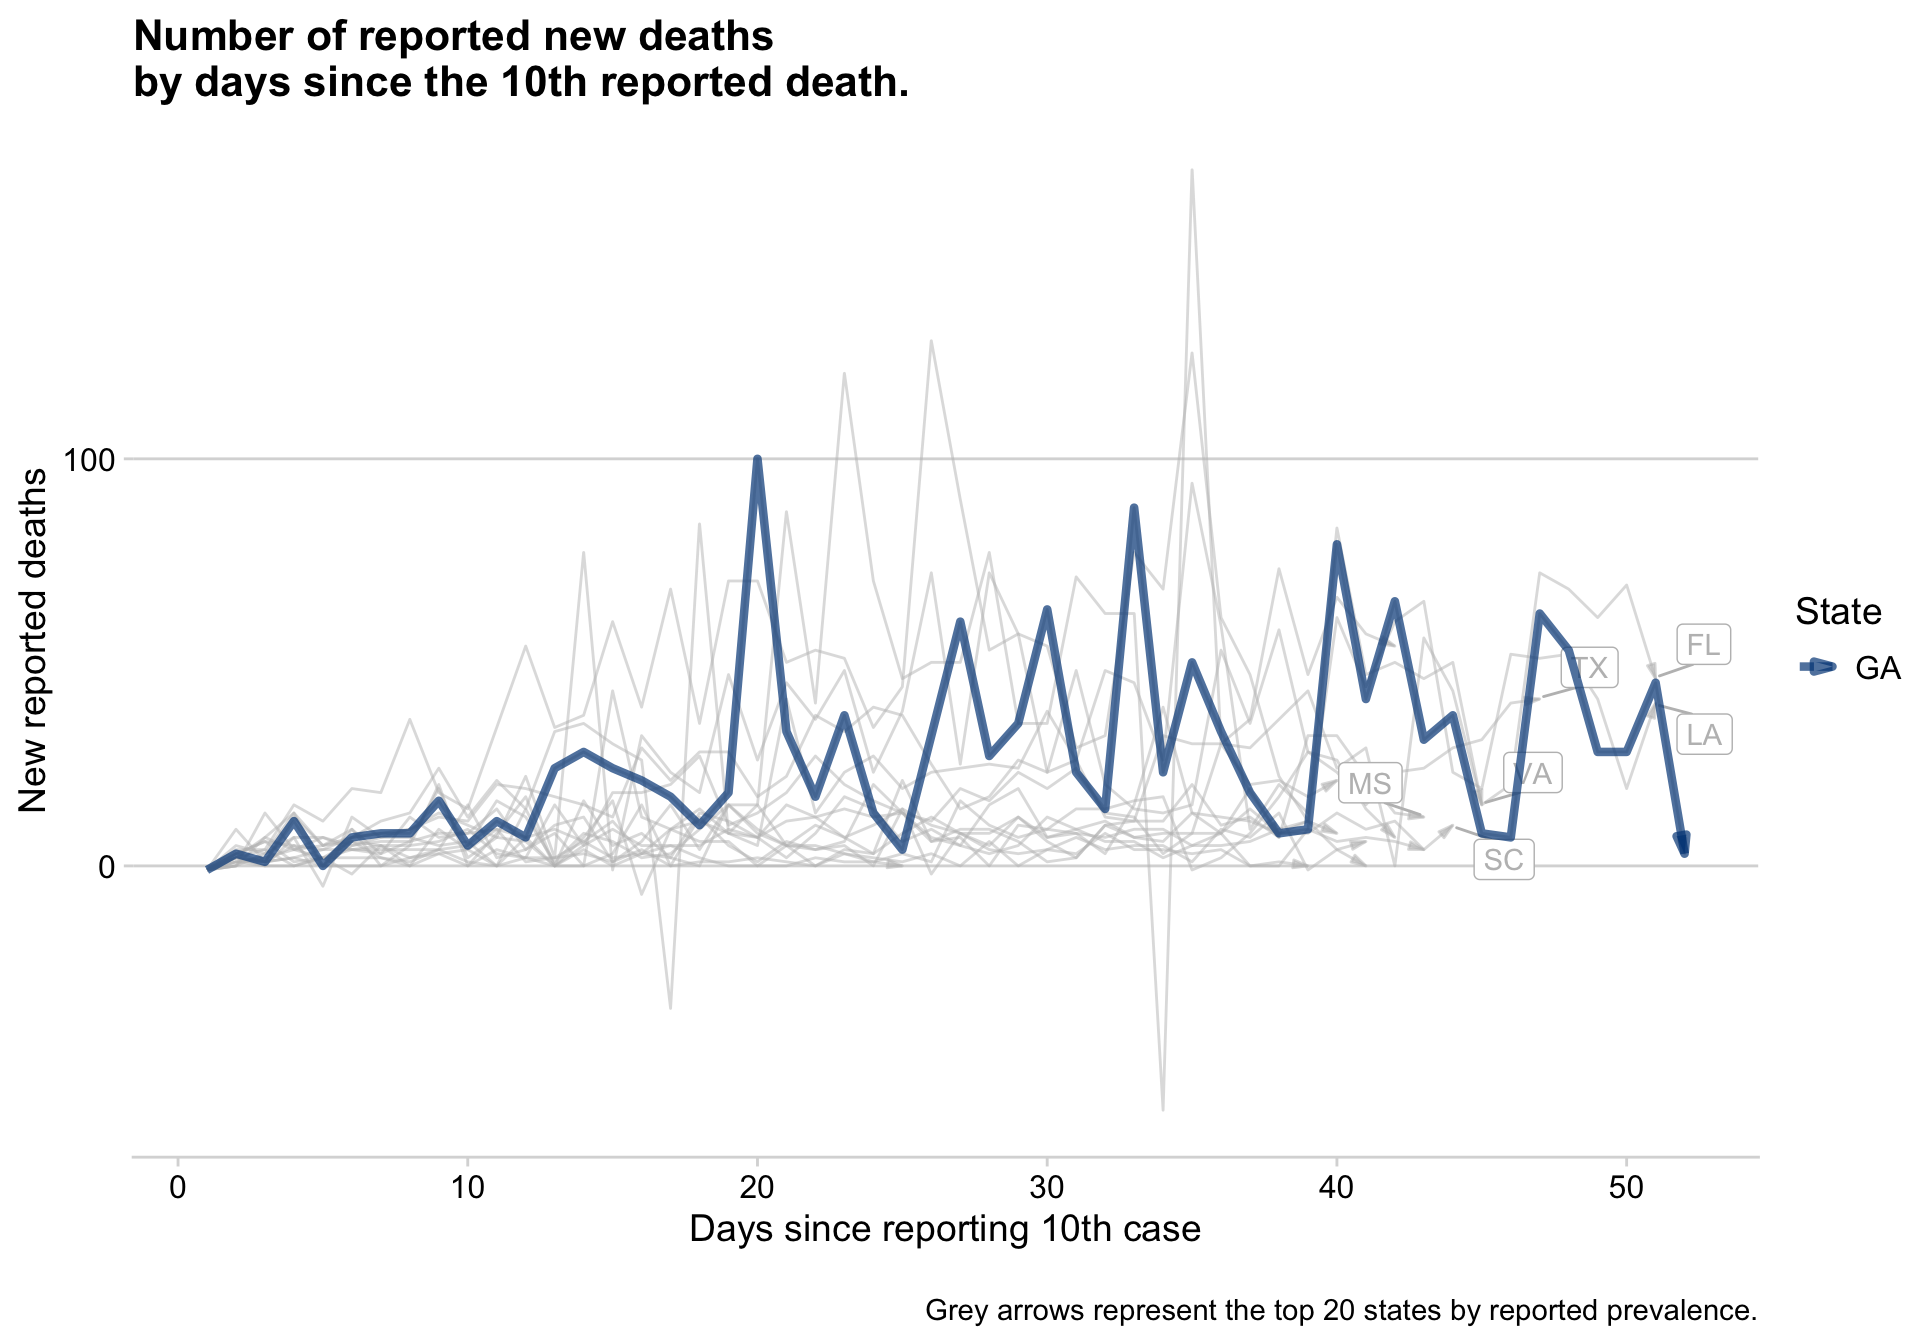 Number of reported new deaths
by days since the 10th reported death.
New reported deaths
100
0
FL
TX
LA
VA
MS
SC
State
GA
0 10 20 30 40 50
Days since reporting 10th case
Grey arrows represent the top 20 states by reported prevalence.